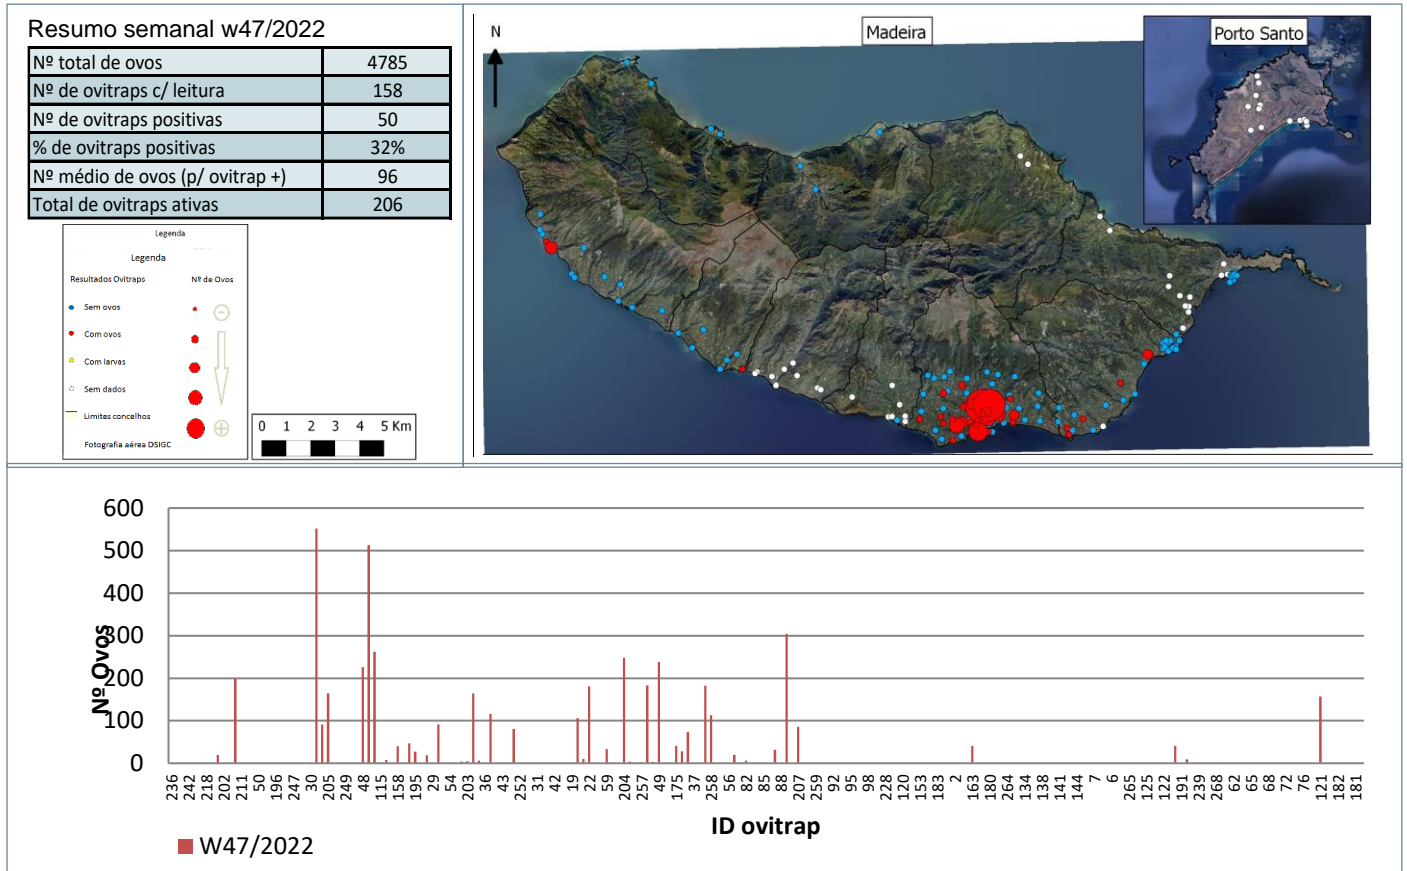 Resumo semanal w47/2022
Nº total de ovos 4785
Nº de ovitraps c/ leitura 158
Nº de ovitraps positivas 50
% de ovitraps positivas 32%
Nº médio de ovos (p/ ovitrap +) 96
Total de ovitraps ativas 206
Legenda
Legenda
Resultados Ovitraps Nº de Ovos
Sem ovos
Com ovos
Com larvas
Sem dados
Limites concelhos
Fotografia aérea DSIGC
0 1 2 3 4 5 Km
N
Madeira
Porto Santo
600
500
400
300
200
100
0
Nº Ovos
236 242 218 202 211 50 196 276 247 30 205 249 48 115 158 195 29 54 203 36 43 252 31 42 19 22 59 204 257 49 175 37 258 56 82 85 88 207 259 92 95 98 228 120 153 183 2 163 180 264 134 138 141 144 7 6 265 125 122 191 239 268 62 65 68 72 76 121 182 181
ID ovitrap
W47/2022